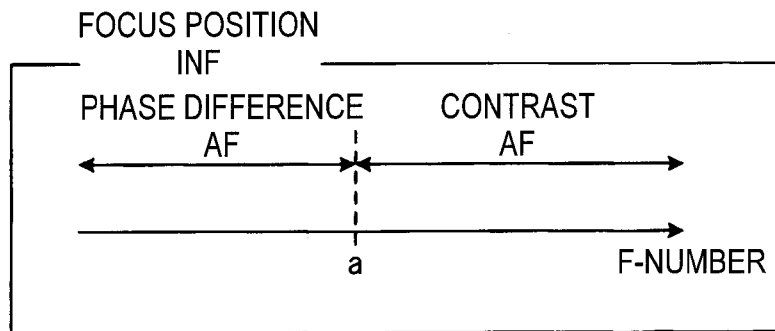 FOCUS POSITION
INF
PHASE DIFFERENCE
AF
CONTRAST
AF
a
F-NUMBER